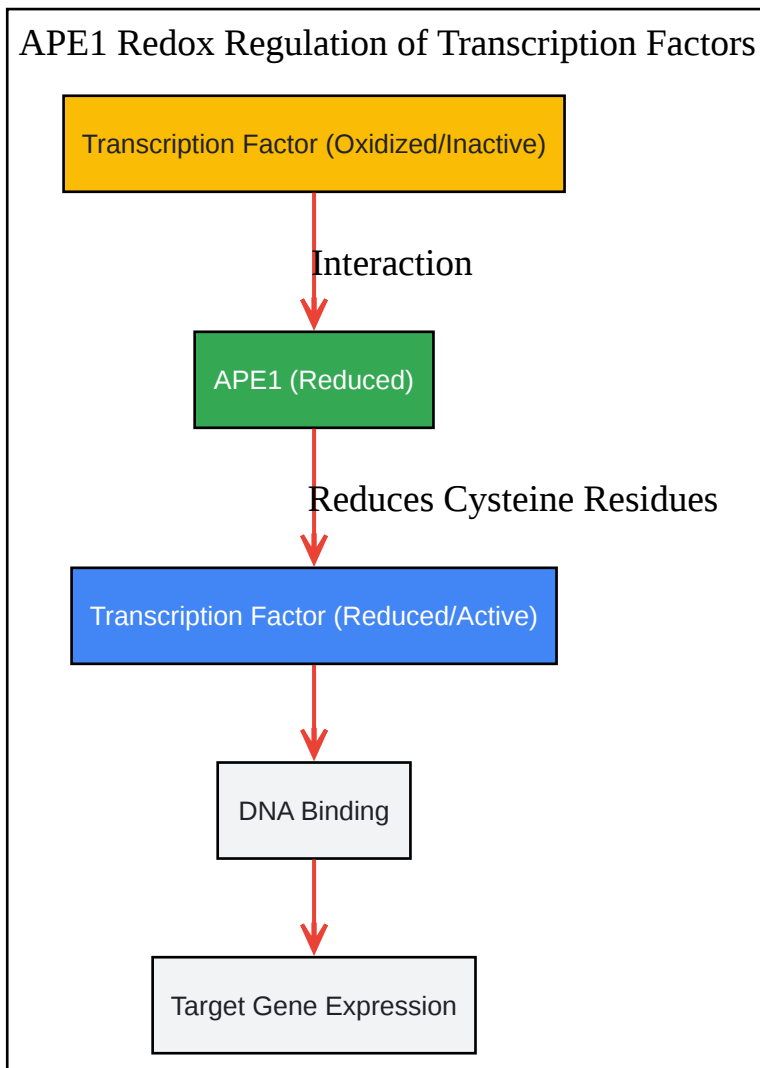 APE1 Redox Regulation of Transcription Factors
Transcription Factor (Oxidized/Inactive)
Interaction
APE1 (Reduced)
Reduces Cysteine Residues
Transcription Factor (Reduced/Active)
DNA Binding
Target Gene Expression